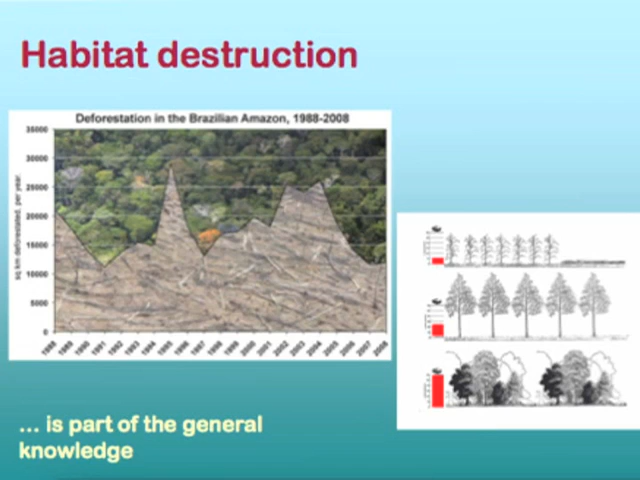 Habitat destruction
Deforestation in the Brazilian Amazon, 1988-2008
sq km deforestated, per year.
35000
30000
25000
20000
15000
10000
5000
0
1988 1989 1990 1991 1992 1993 1994 1995 1996 1997 1998 1999 2000 2001 2002 2003 2004 2005 2006 2007 2008
... is part of the general
knowledge